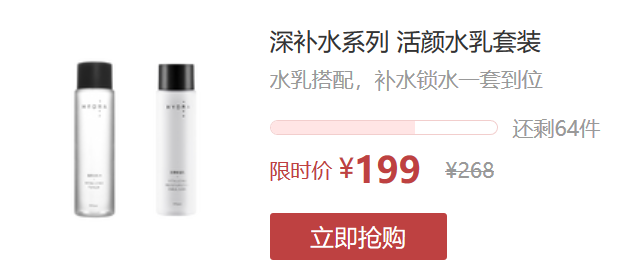 深补水系列 活颜水乳套装
水乳搭配，补水锁水一套到位
还剩64件
限时价 ¥199 ¥268
立即抢购